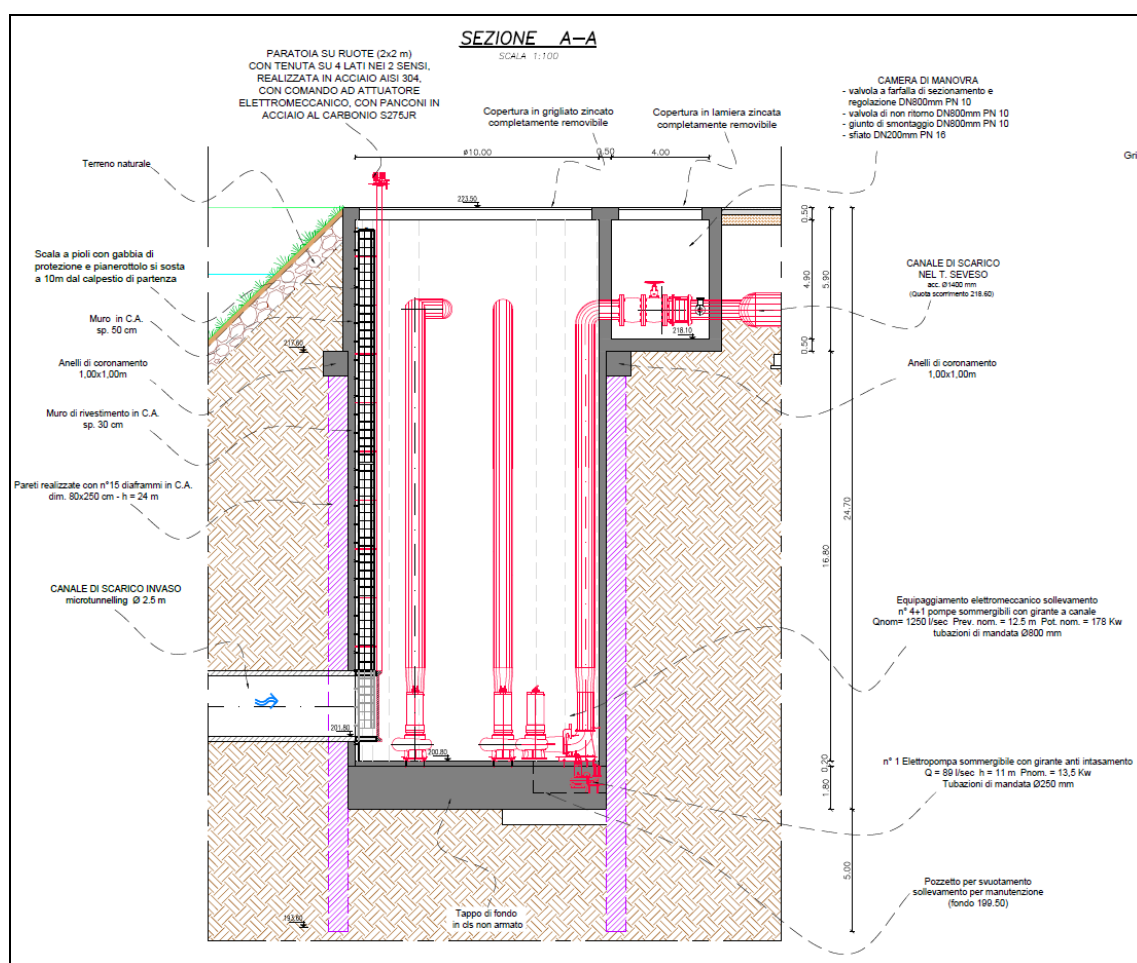 SEZIONE A-A
SCALA 1:100
PARATOIA SU RUOTE (2x2 m)
CON TENUTA SU 4 LATI NEI 2 SENSI,
REALIZZATA IN ACCIAIO AISI 304,
CON COMANDO AD ATTUATORE
ELETTROMECCANICO, CON PANCONI IN
ACCIAIO AL CARBONIO S275JR
Copertura in grigliato zincato
completamente removibile
Copertura in lamiera zincata
completamente removibile
CAMERA DI MANOVRA
- valvola a farfalla di sezionamento e
regolazione DN800mm PN 10
- valvola di non ritorno DN800mm PN 10
- giunto di smontaggio DN800mm PN 10
- sfiato DN200mm PN 16
Gri
Terreno naturale
ø10.00
0.50
4.00
223.50
0.50
4.90
5.90
0.50
Scala a pioli con gabbia di
protezione e pianerottolo si sosta
a 10m dal calpestio di partenza
CANALE DI SCARICO
NEL T. SEVESO
acc. Ø1400 mm
(Quota scorrimento 218.60)
Muro in C.A.
sp. 50 cm
217.60
218.10
Anelli di coronamento
1,00x1,00m
Anelli di coronamento
1,00x1,00m
Muro di rivestimento in C.A.
sp. 30 cm
Pareti realizzate con n°15 diaframmi in C.A.
dim. 80x250 cm - h = 24 m
24.70
16.80
CANALE DI SCARICO INVASO
microtunnelling Ø 2.5 m
Equipaggiamento elettromeccanico sollevamento
n° 4+1 pompe sommergibili con girante a canale
Qnom= 1250 l/sec Prev. nom. = 12.5 m Pot. nom. = 178 Kw
tubazioni di mandata Ø800 mm
201.80
200.80
0.20
1.80
n° 1 Elettropompa sommergibile con girante anti intasamento
Q = 89 l/sec h = 11 m Pnom. = 13,5 Kw
Tubazioni di mandata Ø250 mm
5.00
Pozzetto per svuotamento
sollevamento per manutenzione
(fondo 199.50)
193.60
Tappo di fondo
in cls non armato